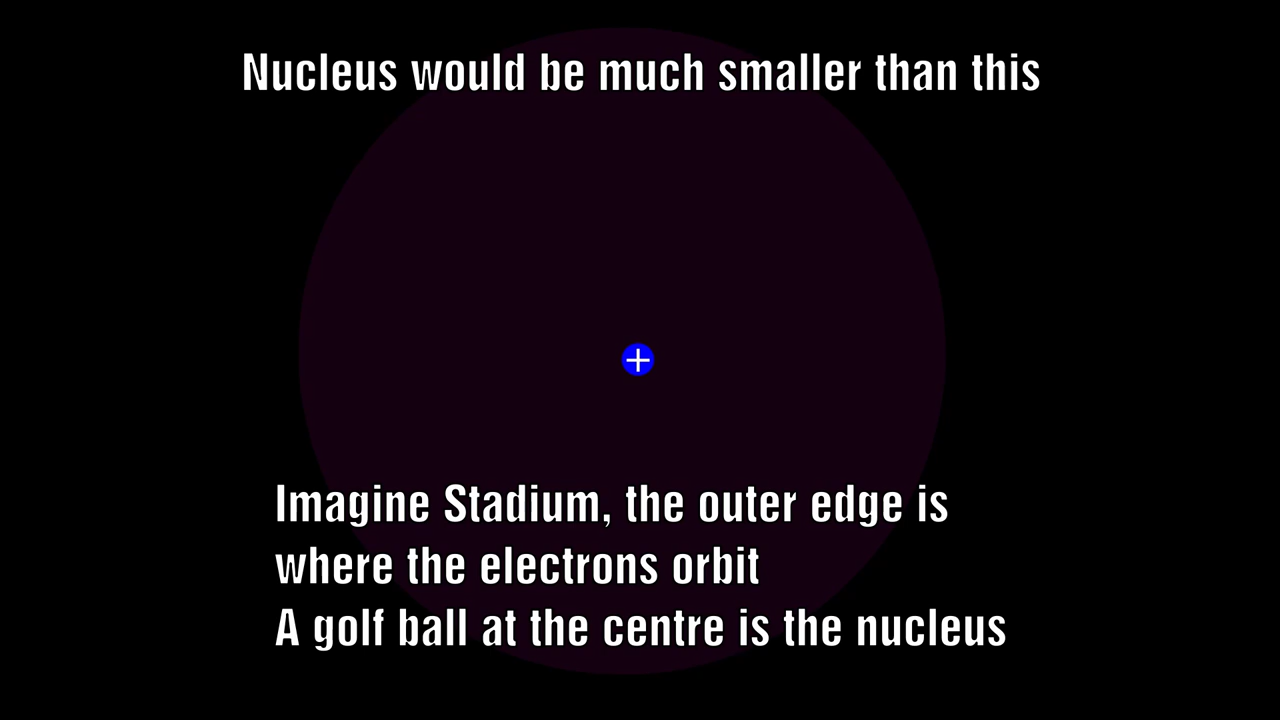 Nucleus would be much smaller than this
Imagine Stadium, the outer edge is
where the electrons orbit
A golf ball at the centre is the nucleus